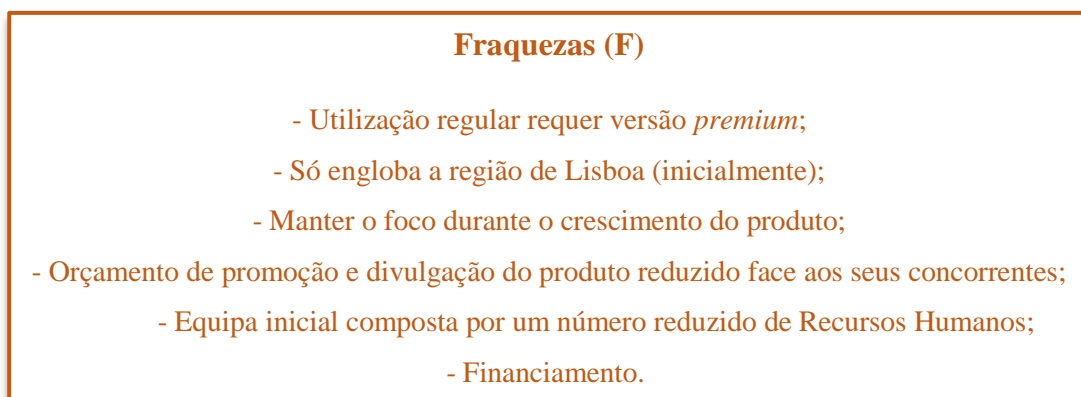 Fraquezas (F)
- Utilização regular requer versão premium;
- Só engloba a região de Lisboa (inicialmente);
- Manter o foco durante o crescimento do produto;
- Orçamento de promoção e divulgação do produto reduzido face aos seus concorrentes;
- Equipa inicial composta por um número reduzido de Recursos Humanos;
- Financiamento.